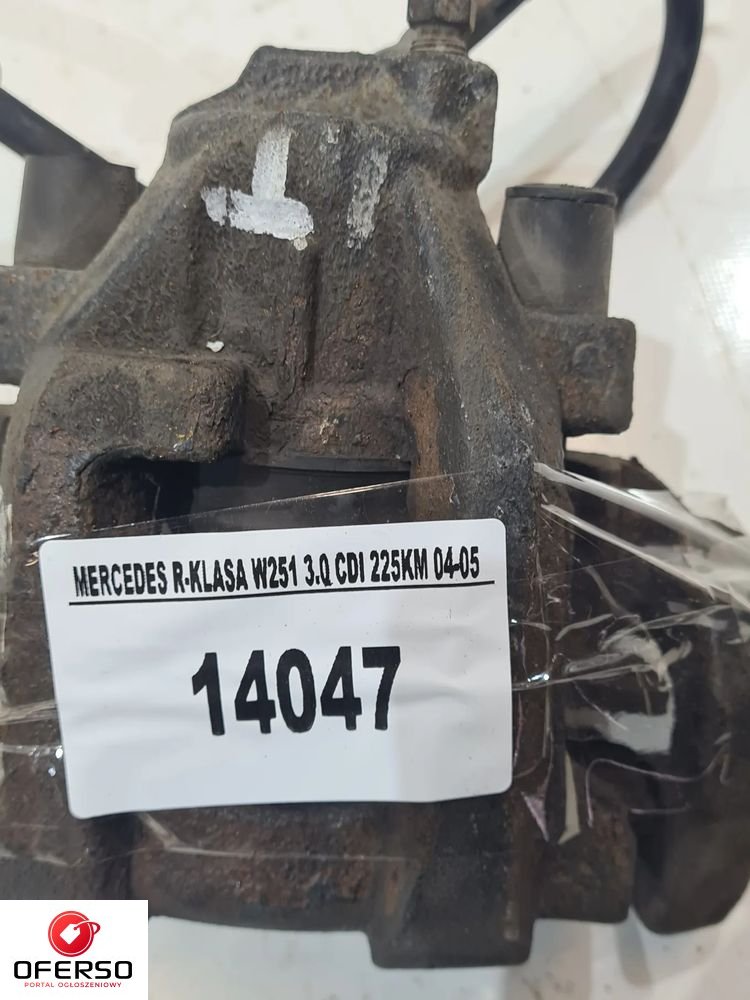 MERCEDES R-KLASA W251 3.0 CDI 225KM 04-05
14047
OFERSO
PORTAL OGŁOSZENIOWY